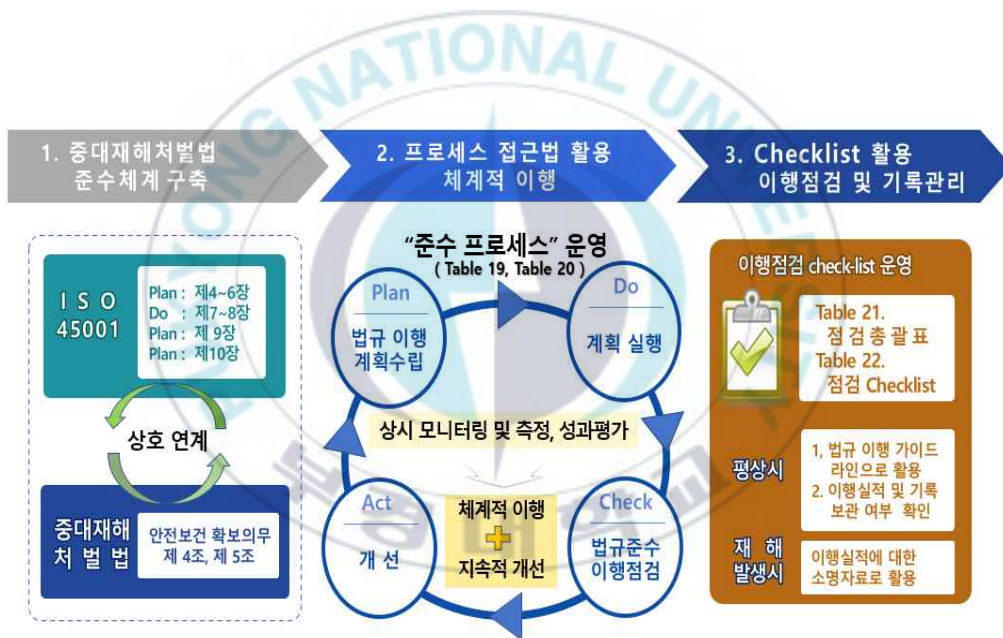 1. 중대재해처벌법
준수체계 구축
2. 프로세스 접근법 활용
체계적 이행
3. Checklist 활용
이행점검 및 기록관리
ISO
45001
Plan : 제4~6장
Do : 제7~8장
Plan : 제 9장
Plan : 제10장
상호 연계
중대재해
처 벌 법
안전보건 확보의무
제 4조, 제 5조
“준수 프로세스” 운영
( Table 19, Table 20 )
Plan
법규 이행
계획수립
Do
계획 실행
상시 모니터링 및 측정, 성과평가
Act
개 선
체계적 이행
지속적 개선
Check
법규준수
이행점검
이행점검 check-list 운영
Table 21.
점 검 총 괄 표
Table 22.
점검 Checklist
평상시
1, 법규 이행 가이드
라인으로 활용
2. 이행실적 및 기록
보관 여부 확인
재 해
발생시
이행실적에 대한
소명자료로 활용
PUKYONG NATIONAL UNIVERSITY
부경대학교